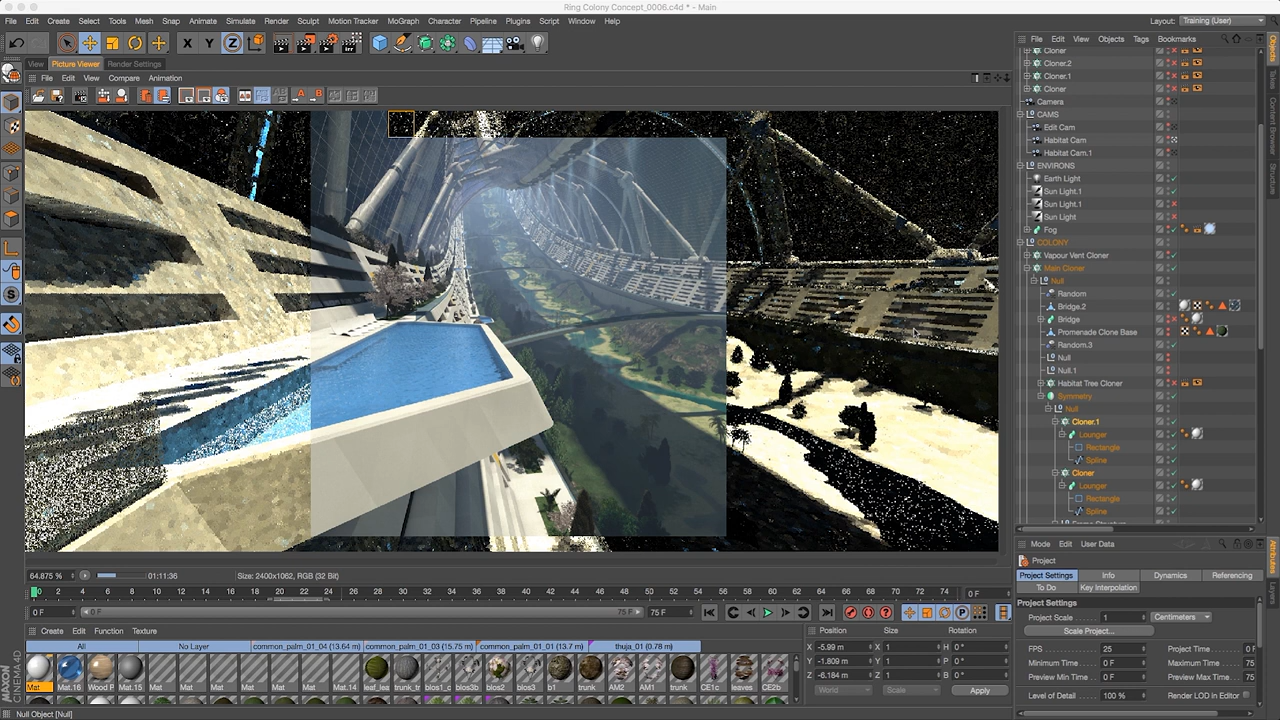 Ring Colony Concept_0006.c4d * - Main
File Edit Create Select Tools Mesh Snap Animate Simulate Render Sculpt Motion Tracker MoGraph Character Pipeline Plugins Script Window Help
Layout: Training (User)
X Y Z
View Picture Viewer Render Settings
File Edit View Compare Animation
File Edit View Objects Tags Bookmarks
Objects
Takes
Content Browser
Structure
Cloner
Cloner.2
Cloner.1
Cloner
Camera
CAMS
Edit Cam
Habitat Cam
Habitat Cam.1
ENVIRONS
Earth Light
Sun Light.1
Sun Light.1
Sun Light
Fog
COLONY
Vapour Vent Cloner
Main Cloner
Null
Random
Bridge.2
Bridge
Promenade Clone Base
Random.3
Null
Null.1
Habitat Tree Cloner
Symmetry
Null
Cloner.1
Lounger
Rectangle
Spline
Cloner
Lounger
Rectangle
Spline
64.875 % 01:11:36 Size: 2400x1062, RGB (32 Bit)
0 2 4 6 8 10 12 14 16 18 20 22 24 26 28 30 32 34 36 38 40 42 44 46 48 50 52 54 56 58 60 62 64 66 68 70 72 74 0 F
0 F 0 F 75 F 75 F
Create Edit Function Texture
All No Layer common_palm_01_04 (13.64 m) common_palm_01_03 (15.75 m) common_palm_01_01 (13.7 m) thuja_01 (0.78 m)
Mat Mat.16 Wood P Mat.15 Mat Mat Mat Mat Mat.14 leaf_lea trunk_tr blos1_c blos3b blos2 blos3 b1 trunk AM2 AM1 trunk CE1c leaves CE2b
Position Size Rotation
X -5.99 m X 1 H 0 °
Y -1.809 m Y 1 P 0 °
Z -6.184 m Z 1 B 0 °
World Scale Apply
Mode Edit User Data
Attributes
Layers
Project
Project Settings Info Dynamics Referencing
To Do Key Interpolation
Project Settings
Project Scale 1 Centimeters
Scale Project...
FPS 25 Project Time 0 F
Minimum Time 0 F Maximum Time 75
Preview Min Time 0 F Preview Max Time 75
Level of Detail 100 % Render LOD in Editor
MAXON
CINEMA 4D
Null Object [Null]